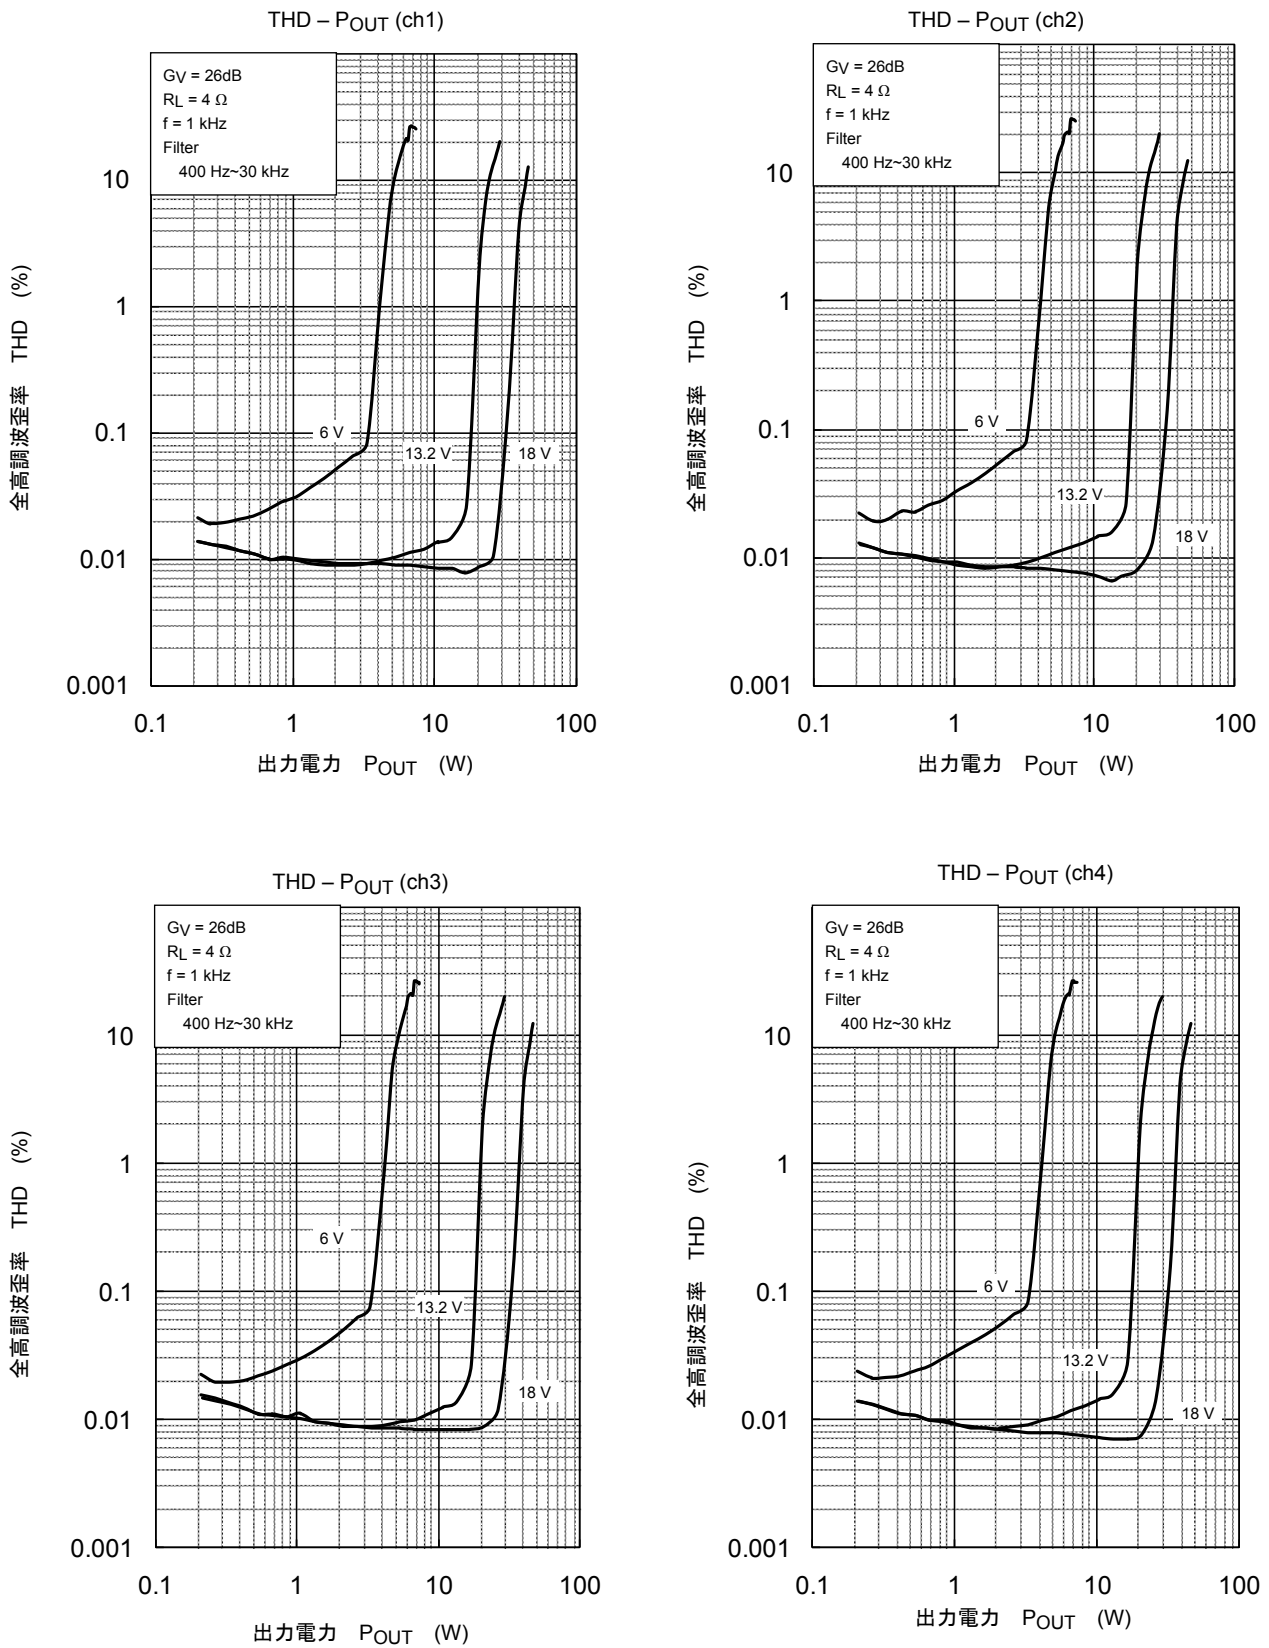 THD – POUT (ch1)
GV = 26dB
RL = 4 Ω
f = 1 kHz
Filter
400 Hz~30 kHz
10
1
0.1
0.01
0.001
6 V
13.2 V
18 V
0.1 1 10 100
全高調波歪率 THD (%)
出力電力 POUT (W)
THD – POUT (ch2)
GV = 26dB
RL = 4 Ω
f = 1 kHz
Filter
400 Hz~30 kHz
10
1
0.1
0.01
0.001
6 V
13.2 V
18 V
0.1 1 10 100
全高調波歪率 THD (%)
出力電力 POUT (W)
THD – POUT (ch3)
GV = 26dB
RL = 4 Ω
f = 1 kHz
Filter
400 Hz~30 kHz
10
1
0.1
0.01
0.001
6 V
13.2 V
18 V
0.1 1 10 100
全高調波歪率 THD (%)
出力電力 POUT (W)
THD – POUT (ch4)
GV = 26dB
RL = 4 Ω
f = 1 kHz
Filter
400 Hz~30 kHz
10
1
0.1
0.01
0.001
6 V
13.2 V
18 V
0.1 1 10 100
全高調波歪率 THD (%)
出力電力 POUT (W)